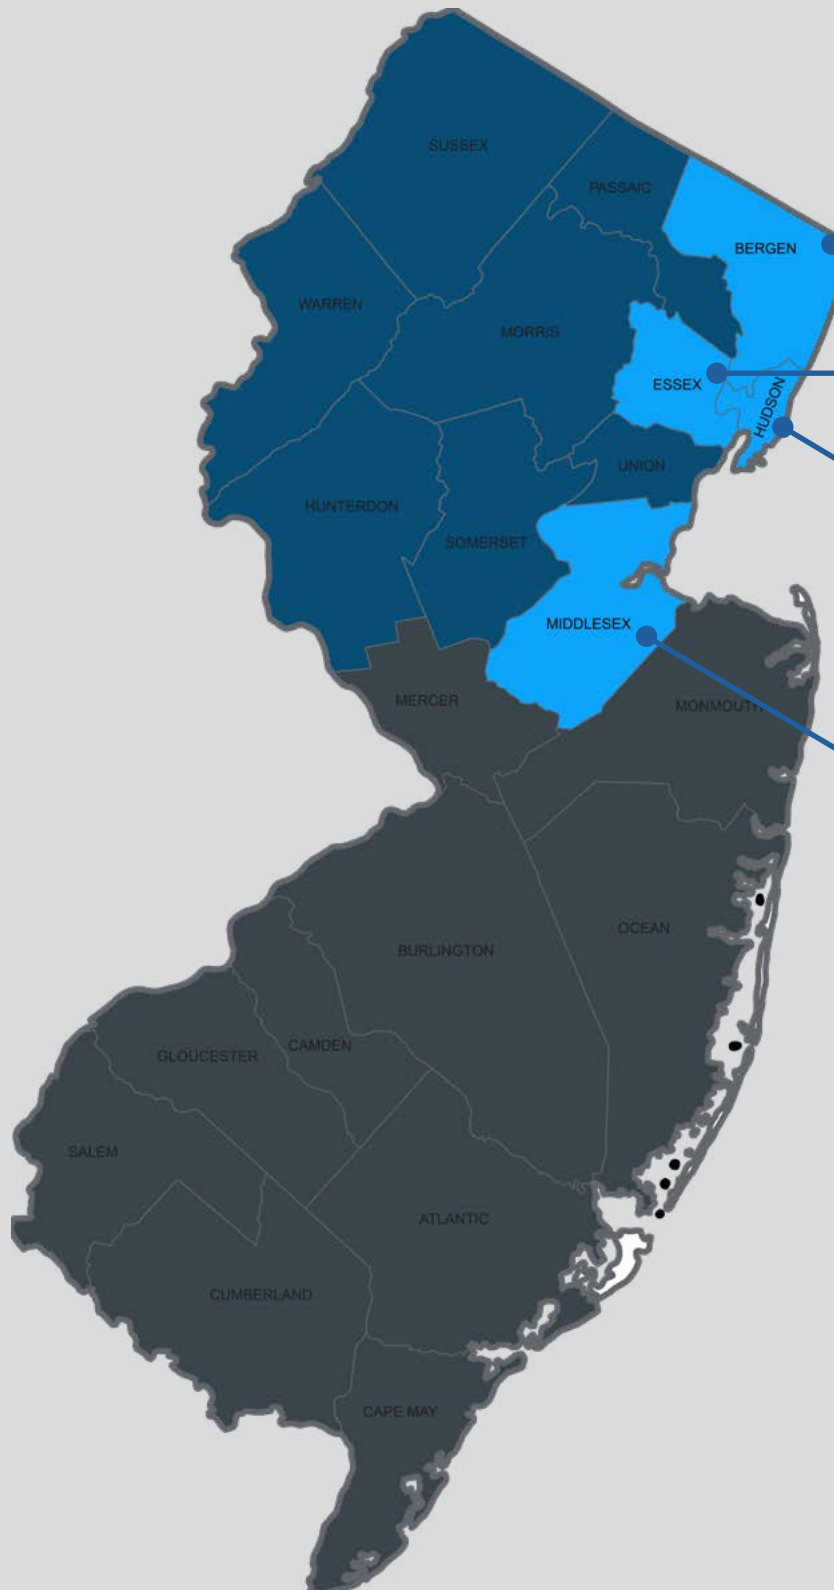 SUSSEX
PASSAIC
BERGEN
WARREN
MORRIS
ESSEX
HUDSON
UNION
HUNTERDON
SOMERSET
MIDDLESEX
MERCER
MONMOUTH
OCEAN
BURLINGTON
CAMDEN
GLOUCESTER
SALEM
ATLANTIC
CUMBERLAND
CAPE MAY